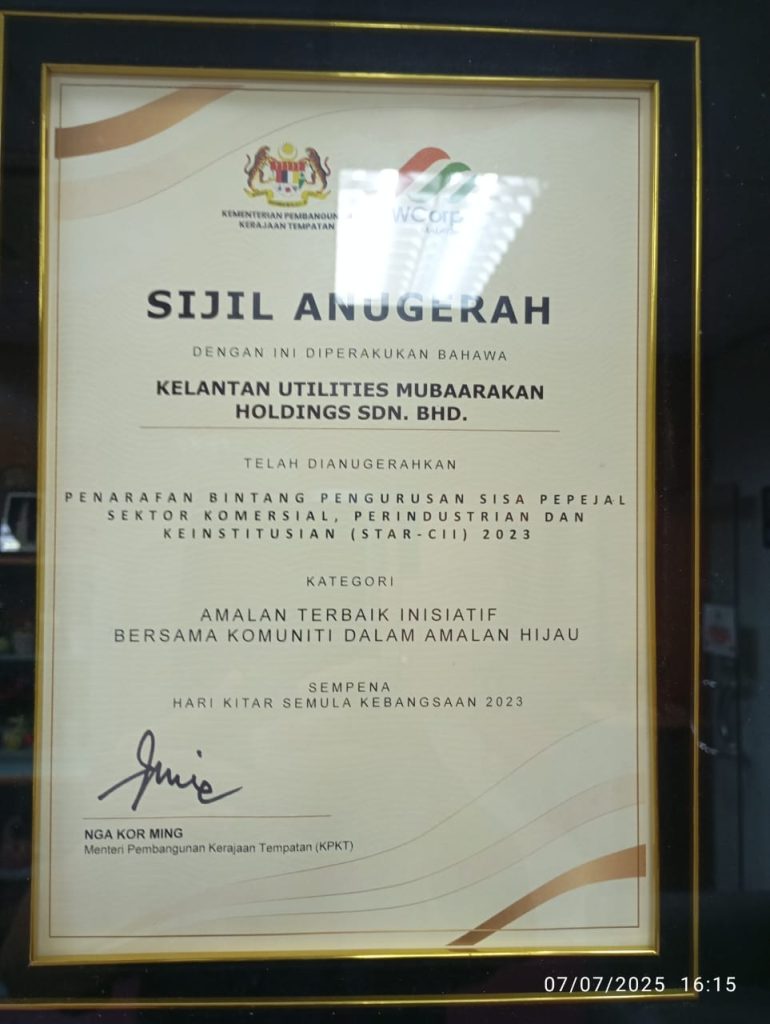 KEMENTERIAN
KERAJAAN TEMPATAN
WCorp
SIJIL ANUGERAH
DENGAN INI DIPERAKUKAN BAHAWA
KELANTAN UTILITIES MUBAARAKAN
HOLDINGS SDN. BHD.
TELAH DIANUGERAHKAN
PENARAFAN BINTANG PENGURUSAN SISA PEPEJAL
SEKTOR KOMERSIAL, PERINDUSTRIAN DAN
KEINSTITUSIAN (STAR-CII) 2023
KATEGORI
AMALAN TERBAIK INISIATIF
BERSAMA KOMUNITI DALAM AMALAN HIJAU
SEMPENA
HARI KITAR SEMULA KEBANGSAAN 2023
NGA KOR MING
Menteri Pembangunan Kerajaan Tempatan (KPKT)
07/07/2025 16:15